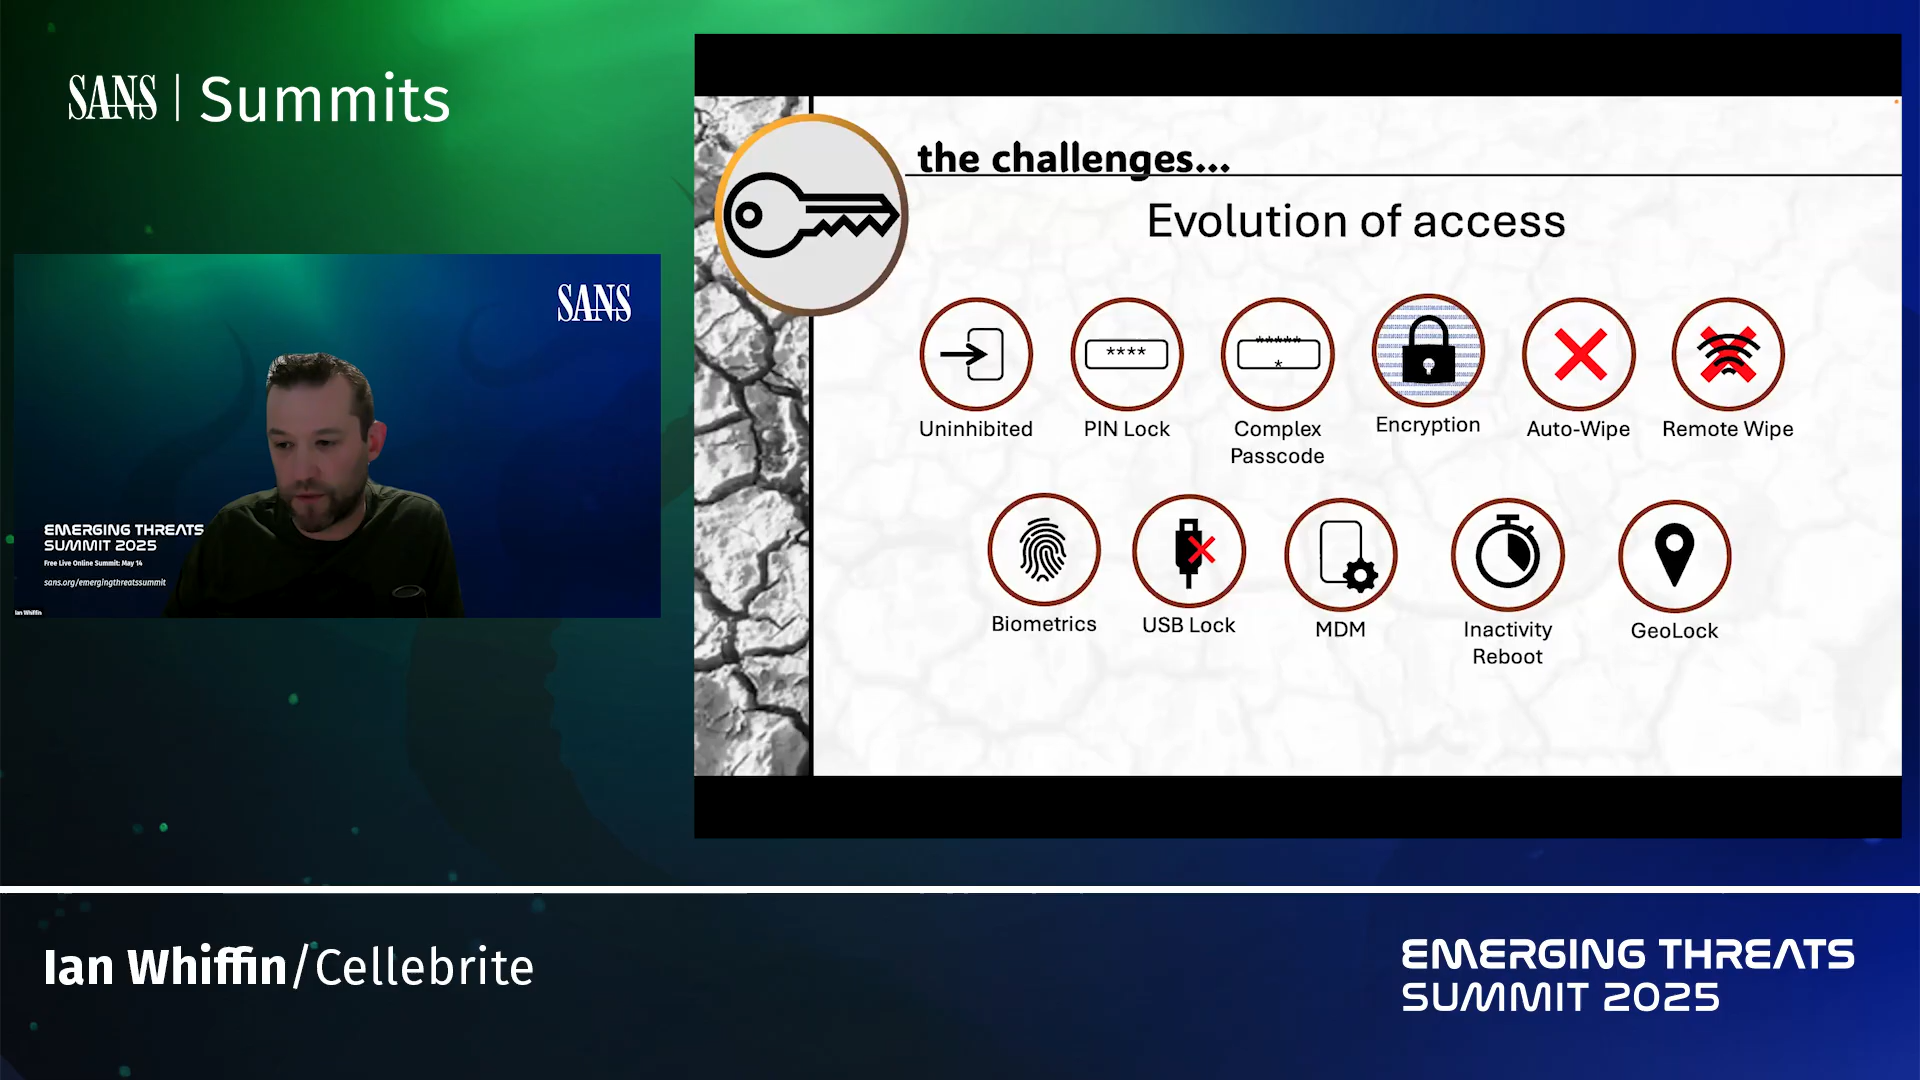 SANS | Summits
SANS
EMERGING THREATS
SUMMIT 2025
Free Live Online Summit: May 14
sans.org/emergingthreatssummit
Ian Whiffin
the challenges...
Evolution of access
****
*****
*
Uninhibited
PIN Lock
Complex
Passcode
Encryption
Auto-Wipe
Remote Wipe
Biometrics
USB Lock
MDM
Inactivity
Reboot
GeoLock
Ian Whiffin/Cellebrite
EMERGING THREATS
SUMMIT 2025